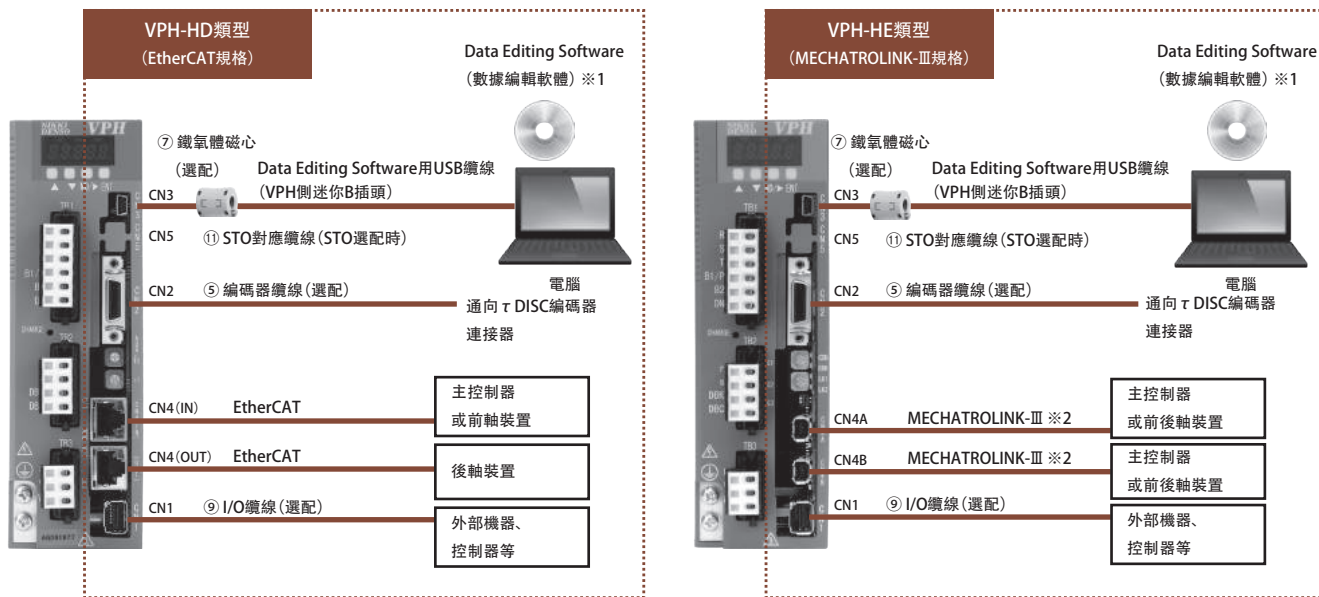 VPH-HD類型
(EtherCAT規格)
Data Editing Software
(數據編輯軟體)※1
NIKKI
DENSO
VPH
⑦ 鐵氧體磁心
(選配)
Data Editing Software用USB纜線
(VPH側迷你B插頭)
CN3
CN5
⑪ STO對應纜線(STO選配時)
電腦
CN2
⑤ 編碼器纜線(選配)
通向 τ DISC編碼器
連接器
CN4(IN)
EtherCAT
主控制器
或前軸裝置
CN4(OUT)
EtherCAT
後軸裝置
CN1
⑨ I/O纜線(選配)
外部機器、
控制器等
TB1
B1/
TB2
TB3
VPH-HE類型
(MECHATROLINK-Ⅲ規格)
Data Editing Software
(數據編輯軟體)※1
NIKKI
DENSO
VPH
⑦ 鐵氧體磁心
(選配)
Data Editing Software用USB纜線
(VPH側迷你B插頭)
CN3
CN5
⑪ STO對應纜線(STO選配時)
電腦
CN2
⑤ 編碼器纜線(選配)
通向 τ DISC編碼器
連接器
CN4A
MECHATROLINK-Ⅲ ※2
主控制器
或前後軸裝置
CN4B
MECHATROLINK-Ⅲ ※2
主控制器
或前後軸裝置
CN1
⑨ I/O纜線(選配)
外部機器、
控制器等
TB1
R
S
T
B1/P
B2
TB2
TB3